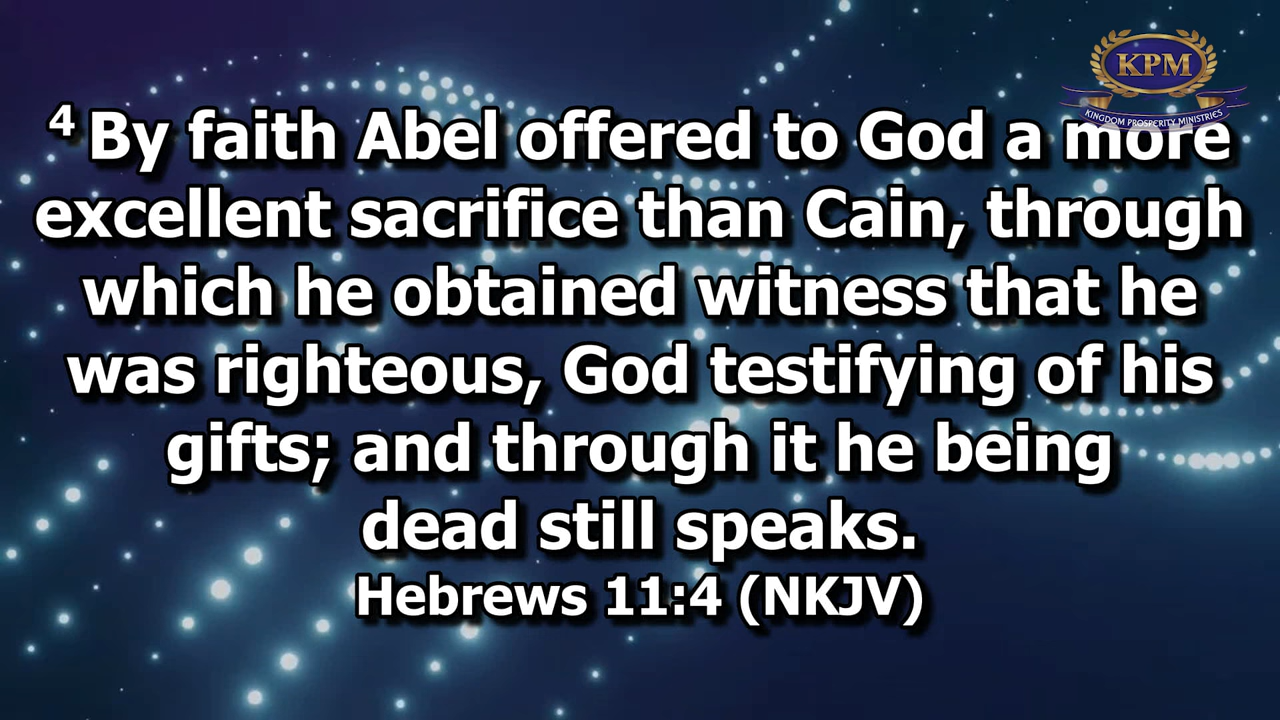 KPM
KINGDOM PROSPERITY MINISTRIES
4 By faith Abel offered to God a more
excellent sacrifice than Cain, through
which he obtained witness that he
was righteous, God testifying of his
gifts; and through it he being
dead still speaks.
Hebrews 11:4 (NKJV)